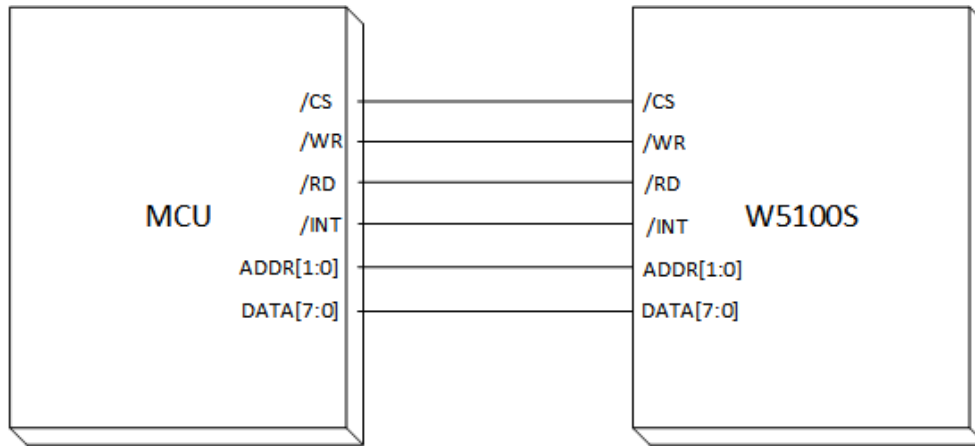 MCU
/CS
/WR
/RD
/INT
ADDR[1:0]
DATA[7:0]
/CS
/WR
/RD
/INT
ADDR[1:0]
DATA[7:0]
W5100S